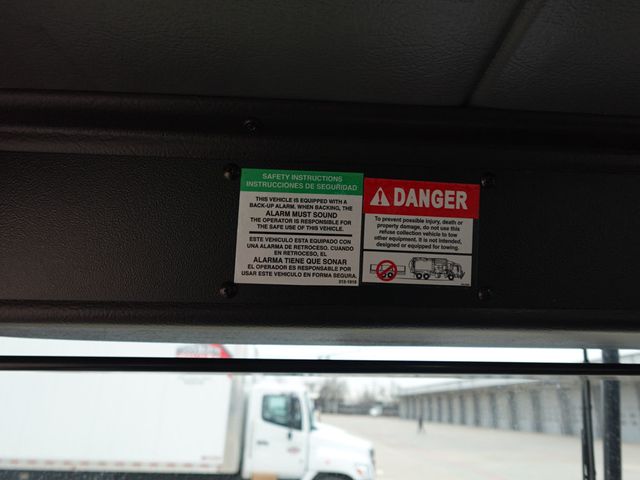 SAFETY INSTRUCTIONS
INSTRUCCIONES DE SEGURIDAD
THIS VEHICLE IS EQUIPPED WITH A
BACK-UP ALARM. WHEN BACKING, THE
ALARM MUST SOUND
THE OPERATOR IS RESPONSIBLE FOR
THE SAFE USE OF THIS VEHICLE.
ESTE VEHICULO ESTA EQUIPADO CON
UNA ALARMA DE RETROCESO. CUANDO
EN RETROCESO, EL
ALARMA TIENE QUE SONAR
EL OPERADOR ES RESPONSABLE POR
USAR ESTE VEHICULO EN FORMA SEGURA.
DANGER
To prevent possible injury, death or
property damage, do not use this
refuse collection vehicle to tow
other equipment. It is not intended,
designed or equipped for towing.